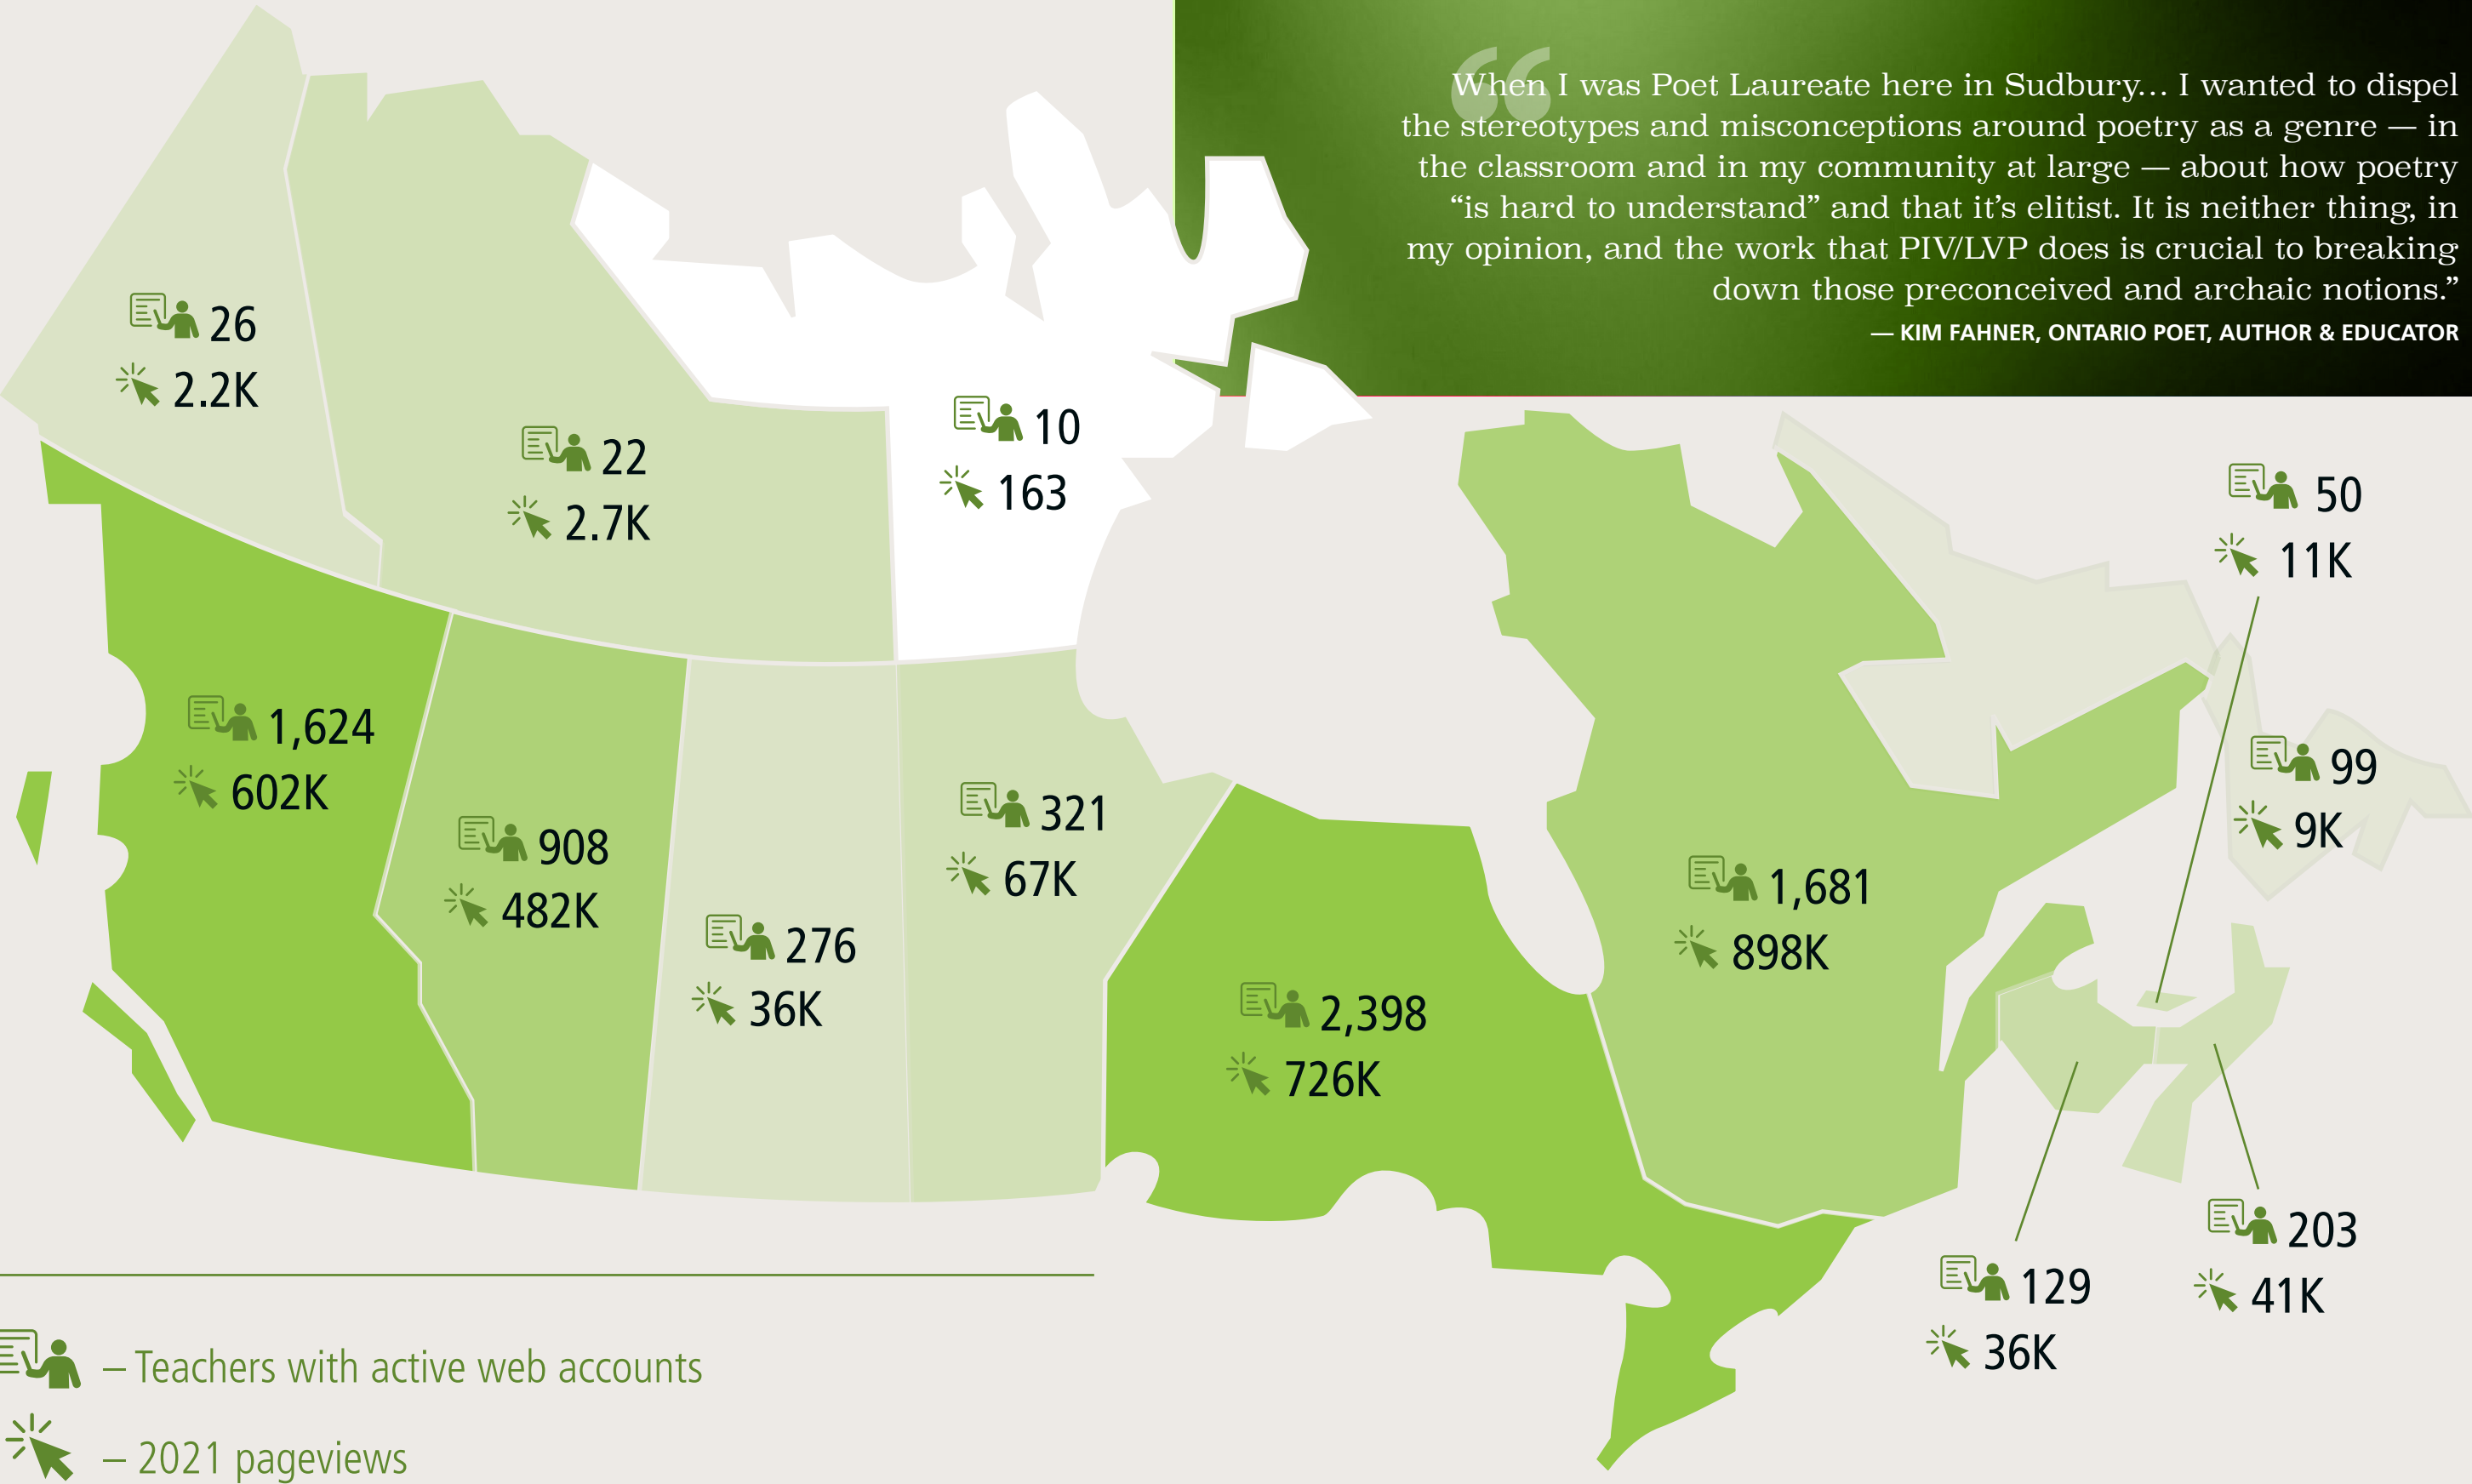 When I was Poet Laureate here in Sudbury… I wanted to dispel
the stereotypes and misconceptions around poetry as a genre — in
the classroom and in my community at large — about how poetry
“is hard to understand” and that it’s elitist. It is neither thing, in
my opinion, and the work that PIV/LVP does is crucial to breaking
down those preconceived and archaic notions.”
— KIM FAHNER, ONTARIO POET, AUTHOR & EDUCATOR
26
2.2K
22
2.7K
10
163
50
11K
1,624
602K
908
482K
276
36K
321
67K
2,398
726K
1,681
898K
99
9K
129
36K
203
41K
– Teachers with active web accounts
– 2021 pageviews